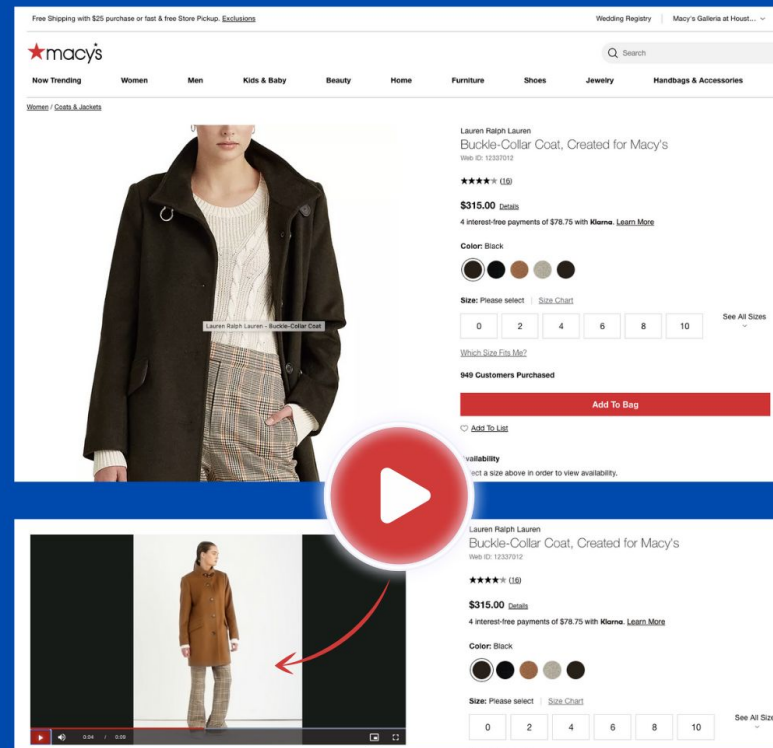 Free Shipping with $25 purchase or fast & free Store Pickup. Exclusions
Wedding Registry | Macy's Galleria at Houst...
macy's
Search
Now Trending Women Men Kids & Baby Beauty Home Furniture Shoes Jewelry Handbags & Accessories
Women / Coats & Jackets
Lauren Ralph Lauren
Buckle-Collar Coat, Created for Macy's
Web ID: 12337012
(16)
$315.00 Details
4 interest-free payments of $78.75 with Klarna. Learn More
Color: Black
Size: Please select | Size Chart
0 2 4 6 8 10 See All Sizes
Which Size Fits Me?
949 Customers Purchased
Add To Bag
Add To List
vailability
ect a size above in order to view availability.
Lauren Ralph Lauren - Buckle-Collar Coat
Lauren Ralph Lauren
Buckle-Collar Coat, Created for Macy's
Web ID: 12337012
(16)
$315.00 Details
4 interest-free payments of $78.75 with Klarna. Learn More
Color: Black
Size: Please select | Size Chart
0 2 4 6 8 10 See All Size
0:04 / 0:09